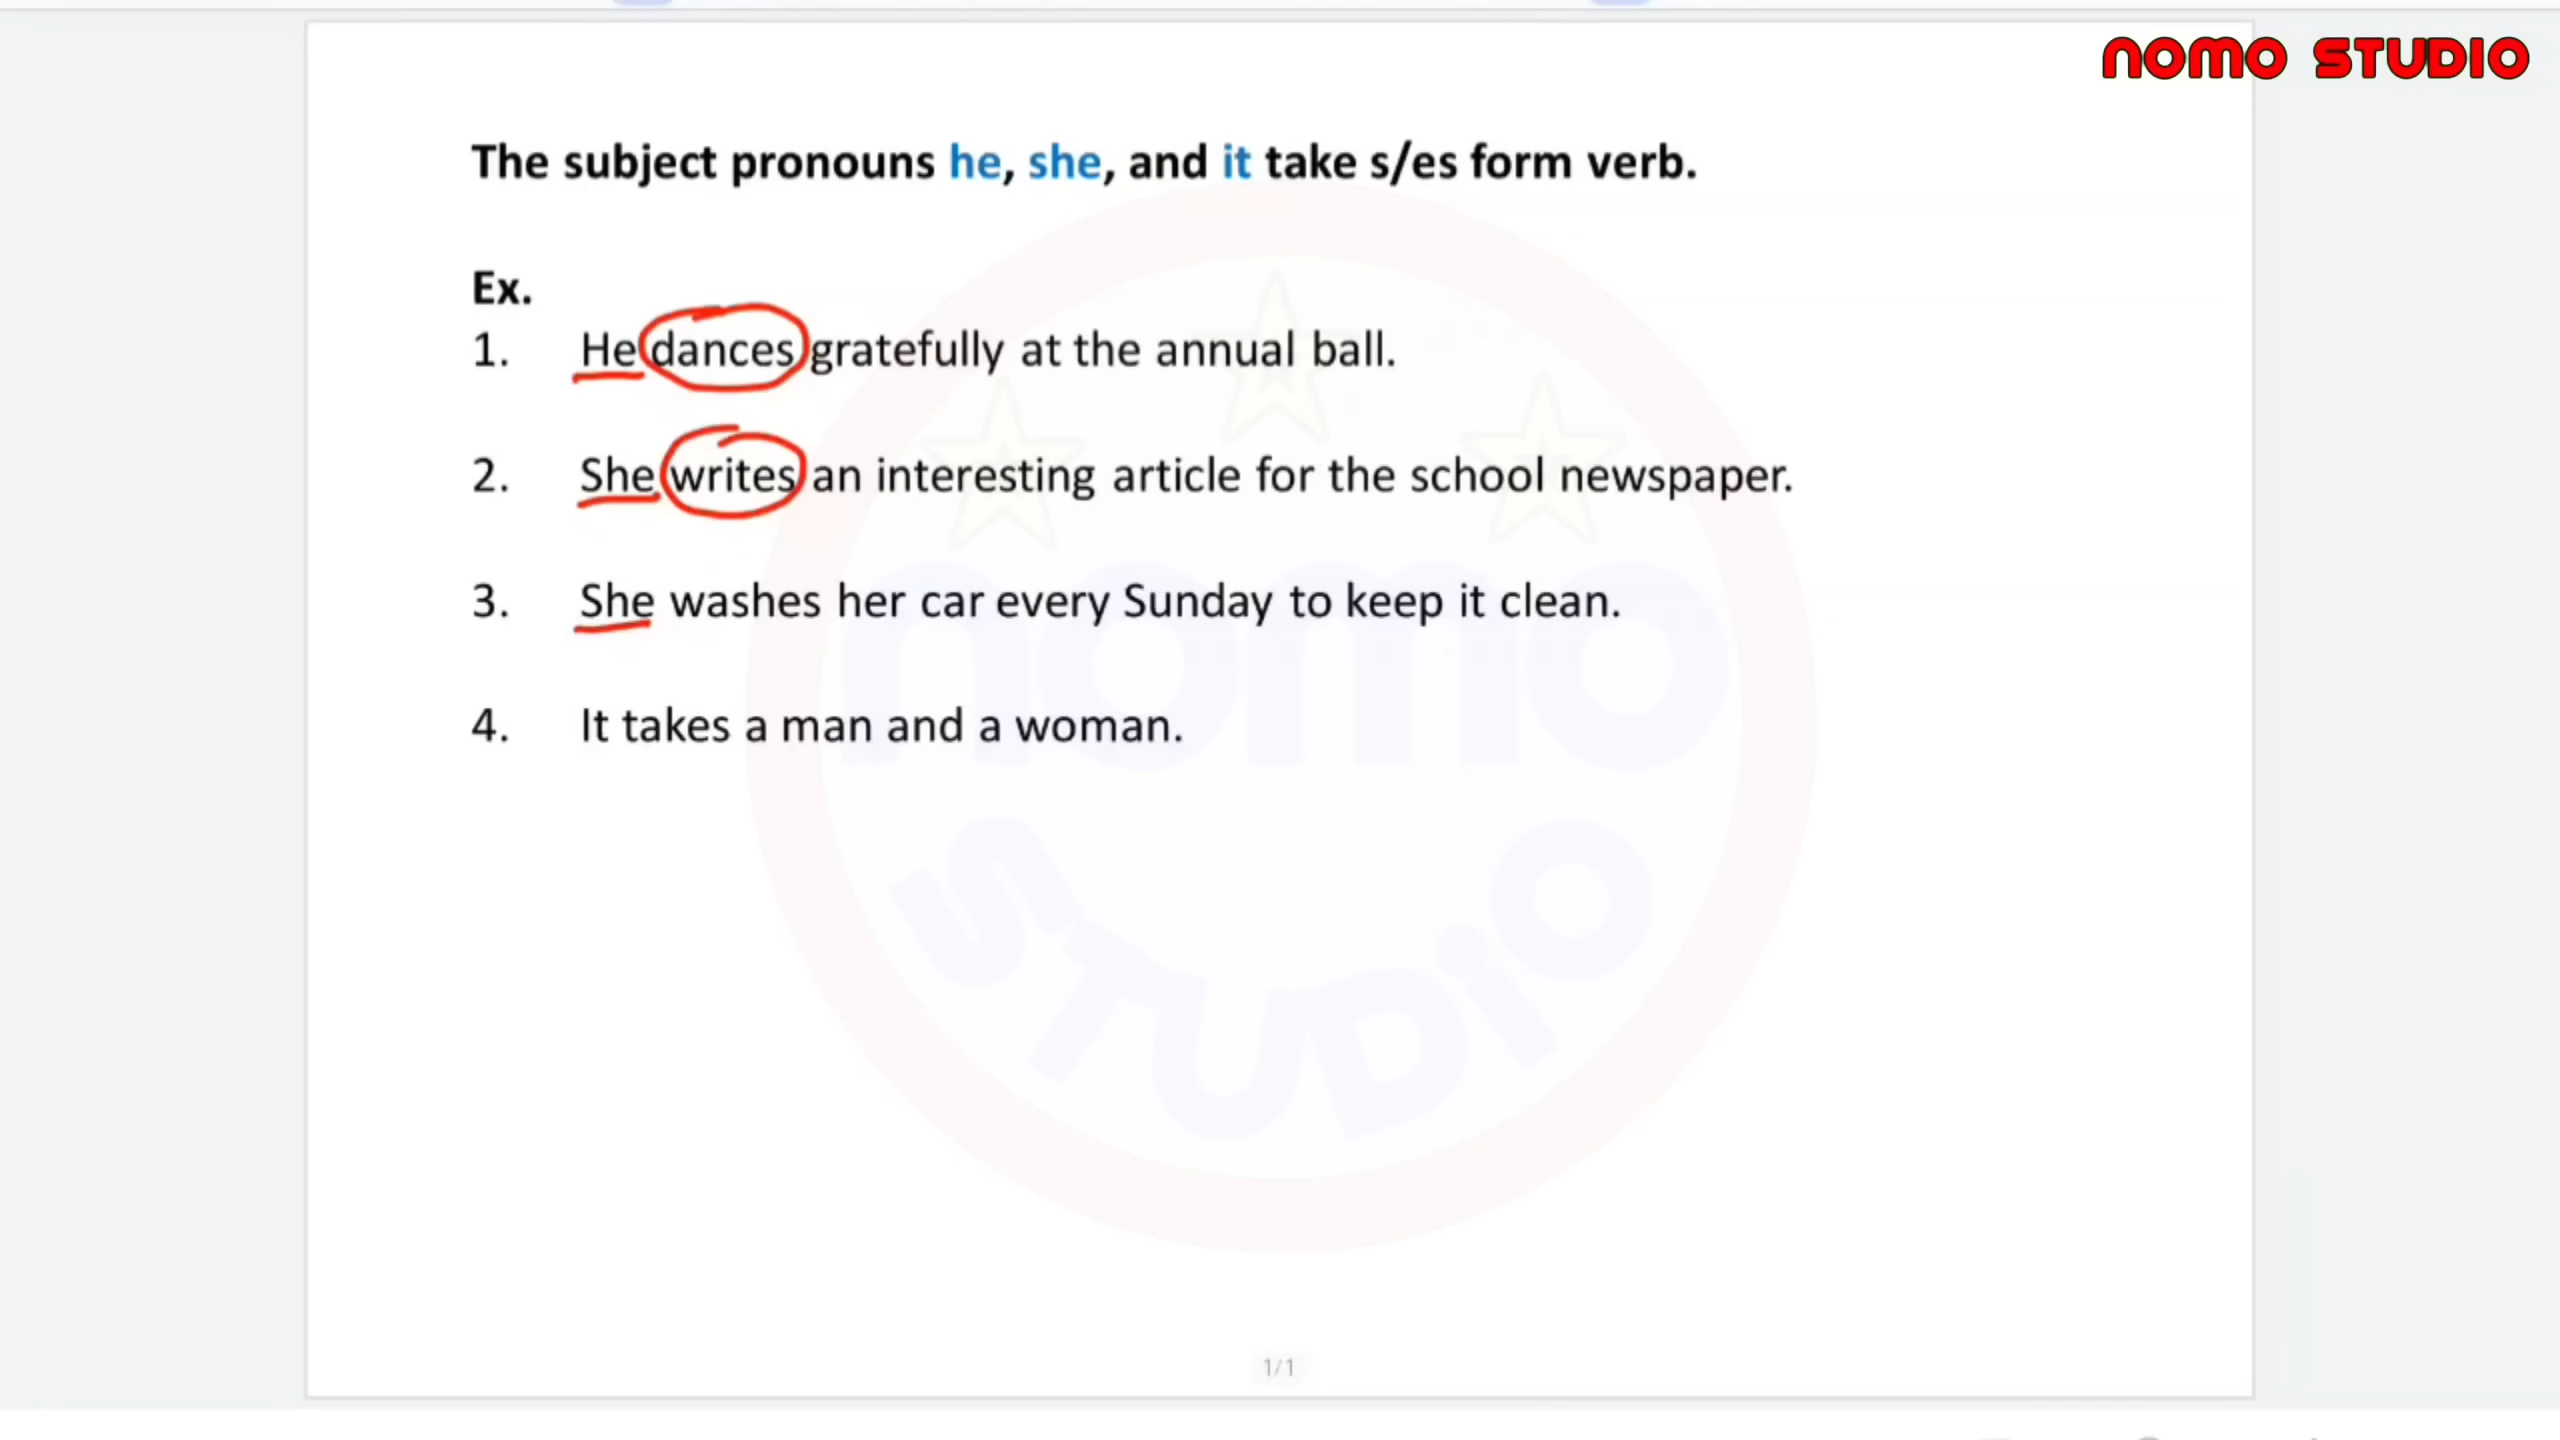 NOMO STUDIO
The subject pronouns he, she, and it take s/es form verb.
Ex.
1. He dances gratefully at the annual ball.
2. She writes an interesting article for the school newspaper.
3. She washes her car every Sunday to keep it clean.
4. It takes a man and a woman.
nomo
STUDiO
1/1